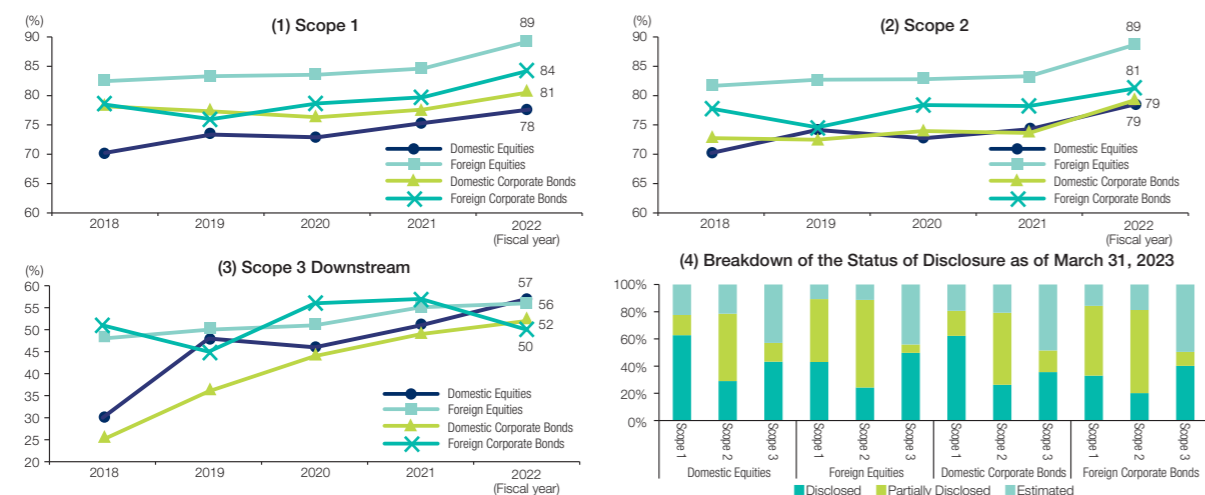 (1) Scope 1
(%)
90
85
80
75
70
65
60
89
84
81
78
Domestic Equities
Foreign Equities
Domestic Corporate Bonds
Foreign Corporate Bonds
2018 2019 2020 2021 2022
(Fiscal year)
(2) Scope 2
(%)
90
85
80
75
70
65
60
89
81
79
79
Domestic Equities
Foreign Equities
Domestic Corporate Bonds
Foreign Corporate Bonds
2018 2019 2020 2021 2022
(Fiscal year)
(3) Scope 3 Downstream
(%)
60
55
50
45
40
35
30
25
20
57
56
52
50
Domestic Equities
Foreign Equities
Domestic Corporate Bonds
Foreign Corporate Bonds
2018 2019 2020 2021 2022
(Fiscal year)
(4) Breakdown of the Status of Disclosure as of March 31, 2023
100%
80%
60%
40%
20%
0%
Scope 1 Scope 2 Scope 3 Scope 1 Scope 2 Scope 3 Scope 1 Scope 2 Scope 3 Scope 1 Scope 2 Scope 3
Domestic Equities Foreign Equities Domestic Corporate Bonds Foreign Corporate Bonds
Disclosed Partially Disclosed Estimated